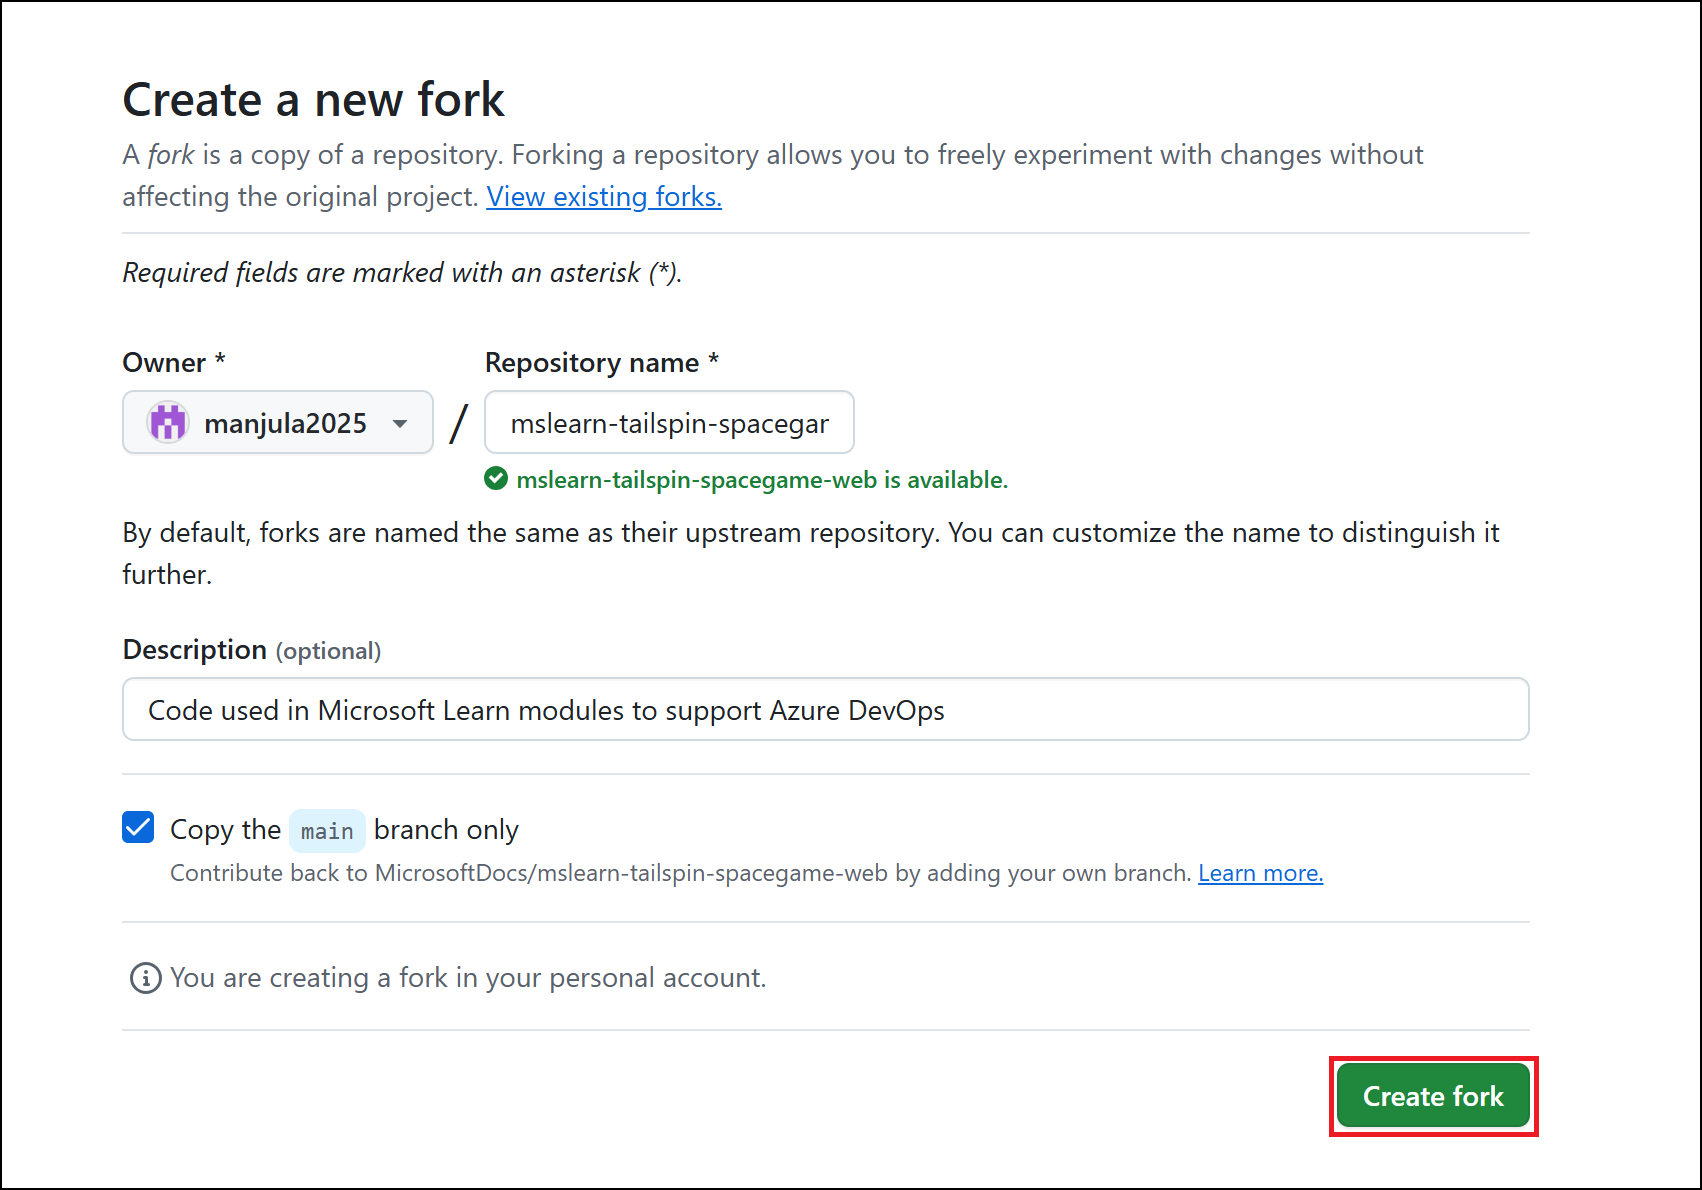 Create a new fork
A fork is a copy of a repository. Forking a repository allows you to freely experiment with changes without
affecting the original project. View existing forks.
Required fields are marked with an asterisk (*).
Owner *
Repository name *
manjula2025
/
mslearn-tailspin-spacegar
mslearn-tailspin-spacegame-web is available.
By default, forks are named the same as their upstream repository. You can customize the name to distinguish it
further.
Description (optional)
Code used in Microsoft Learn modules to support Azure DevOps
Copy the main branch only
Contribute back to MicrosoftDocs/mslearn-tailspin-spacegame-web by adding your own branch. Learn more.
You are creating a fork in your personal account.
Create fork